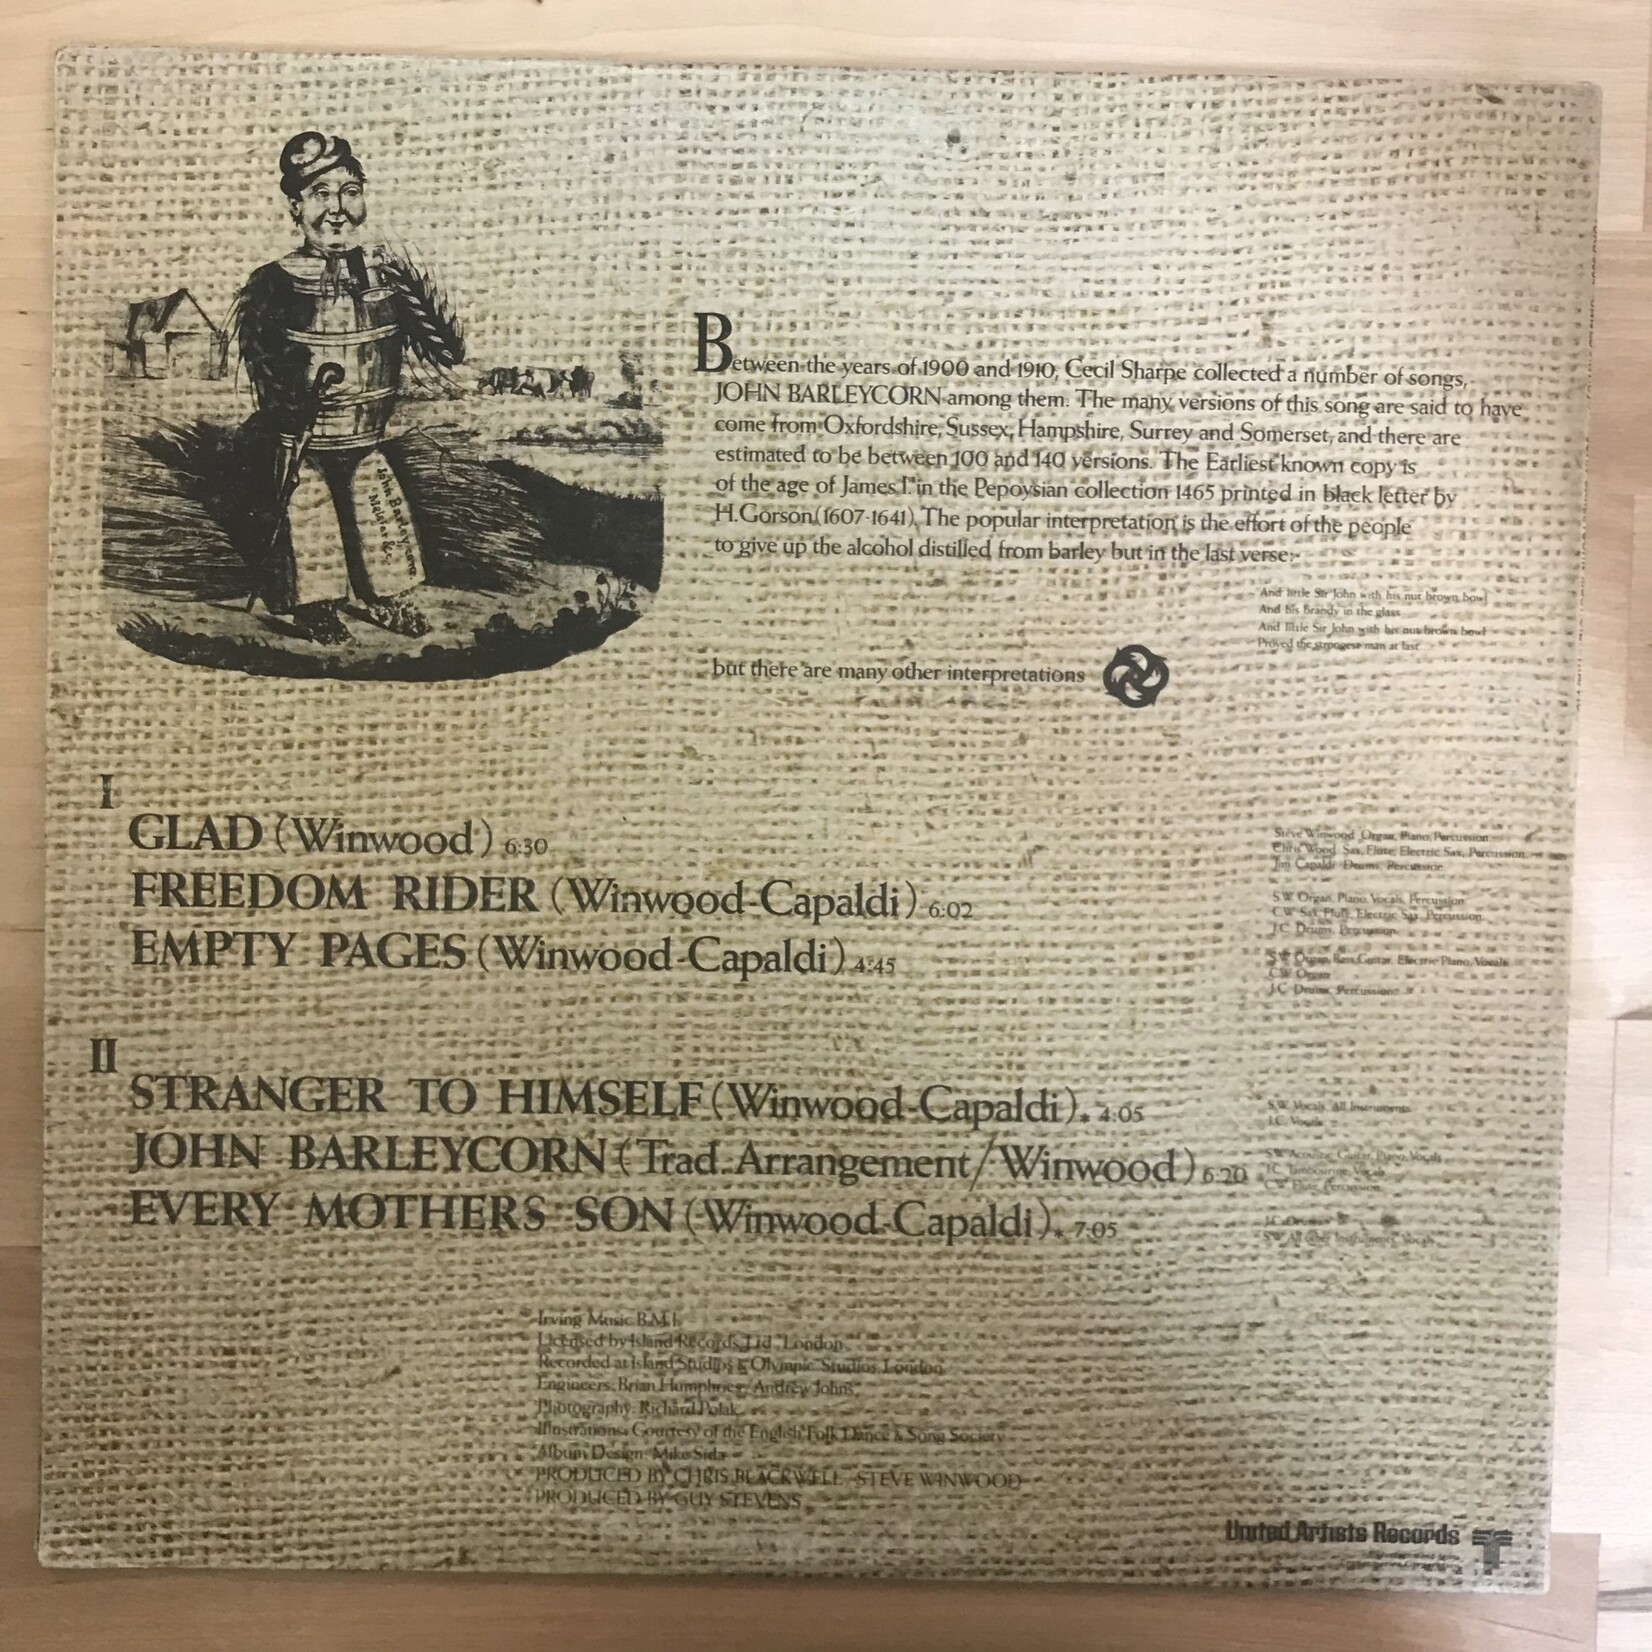 Between the years of 1900 and 1910, Cecil Sharpe collected a number of songs,
JOHN BARLEYCORN among them. The many versions of this song are said to have
come from Oxfordshire, Sussex, Hampshire, Surrey and Somerset, and there are
estimated to be between 100 and 140 versions. The Earliest known copy is
of the age of James I. in the Pepoysian collection 1465 printed in black letter by
H.Gorson(1607-1641). The popular interpretation is the effort of the people
to give up the alcohol distilled from barley but in the last verse:-
And little Sir John with his nut brown bowl
And his Brandy in the glass
And little Sir John with his nut brown bowl
Proved the strongest man at last
but there are many other interpretations
John Barleycorn
I
GLAD (Winwood) 6:30
Steve Winwood Organ, Piano, Percussion
Chris Wood Sax, Flute, Electric Sax, Percussion
Jim Capaldi Drums, Percussion
FREEDOM RIDER (Winwood-Capaldi) 6:02
S.W. Organ, Piano, Vocals, Percussion
C.W. Sax, Flute, Electric Sax, Percussion
J.C. Drums, Percussion
EMPTY PAGES (Winwood-Capaldi) 4:45
S.W. Organ, Bass Guitar, Electric Piano, Vocals
C.W. Organ
J.C. Drums, Percussion
II
STRANGER TO HIMSELF (Winwood-Capaldi). 4:05
S.W. Vocals, All Instruments
J.C. Vocals
JOHN BARLEYCORN (Trad. Arrangement/Winwood) 6:20
S.W. Acoustic Guitar, Piano, Vocals
J.C. Tambourine, Vocals
C.W. Flute, Percussion
EVERY MOTHERS SON (Winwood-Capaldi). 7:05
J.C. Drums
S.W. All other Instruments, Vocals
Irving Music B.M.I.
Licensed by Island Records Ltd., London
Recorded at Island Studios & Olympic Studios, London
Engineers: Brian Humphries/Andrew Johns
Photography: Richard Polak
Illustrations: Courtesy of the English Folk Dance & Song Society
Album Design: Mike Sida
PRODUCED BY CHRIS BLACKWELL/STEVE WINWOOD
PRODUCED BY GUY STEVENS
United Artists Records